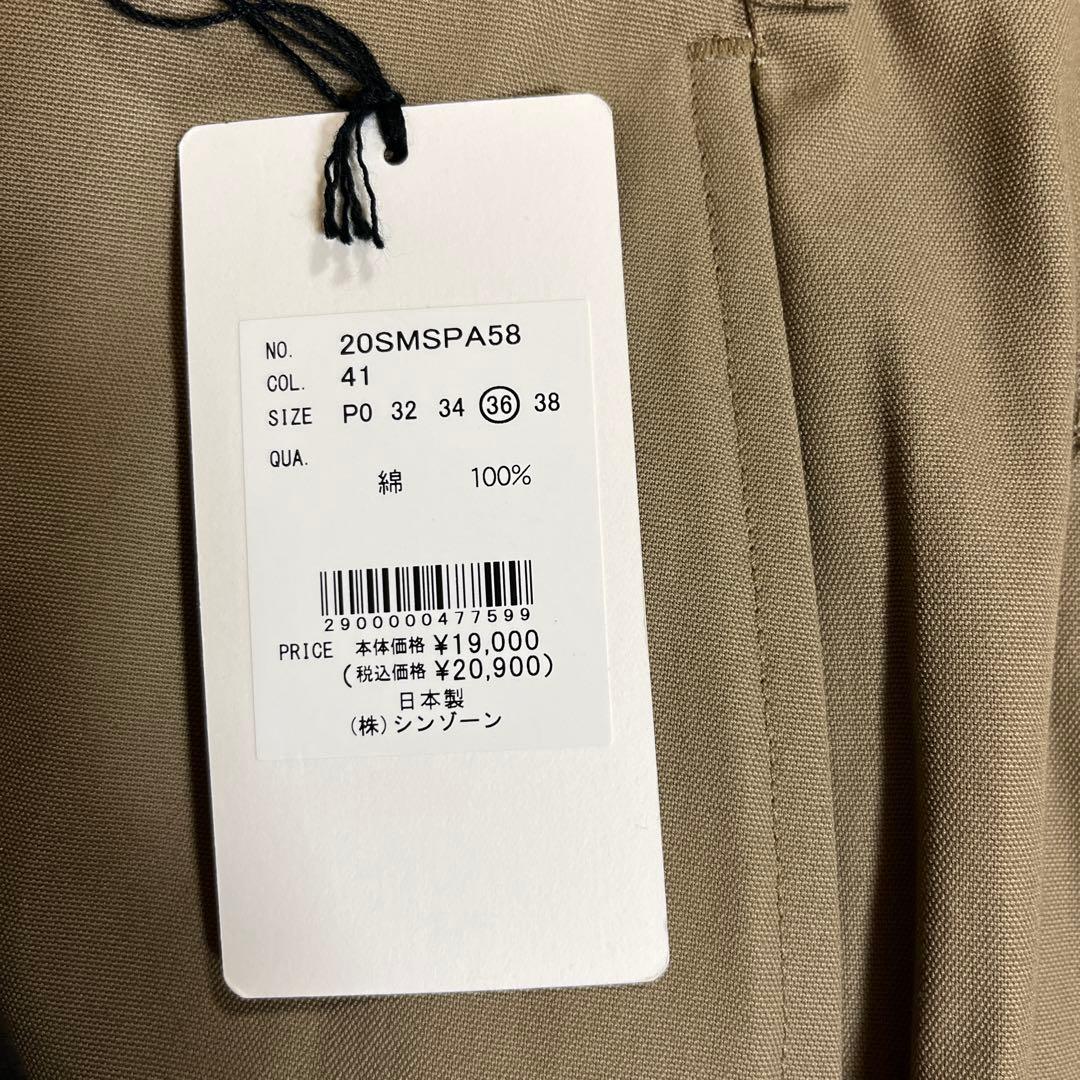 NO. 20SMSPA58
COL. 41
SIZE P0 32 34 36 38
QUA.
綿 100%
2900000477599
PRICE 本体価格 ¥19,000
(税込価格 ¥20,900)
日本製
(株)シンゾーン